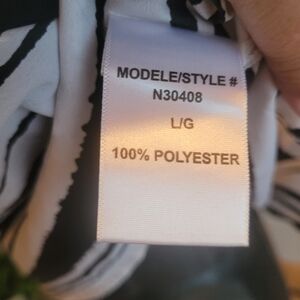 MODELE/STYLE #
N30408
L/G
100% POLYESTER